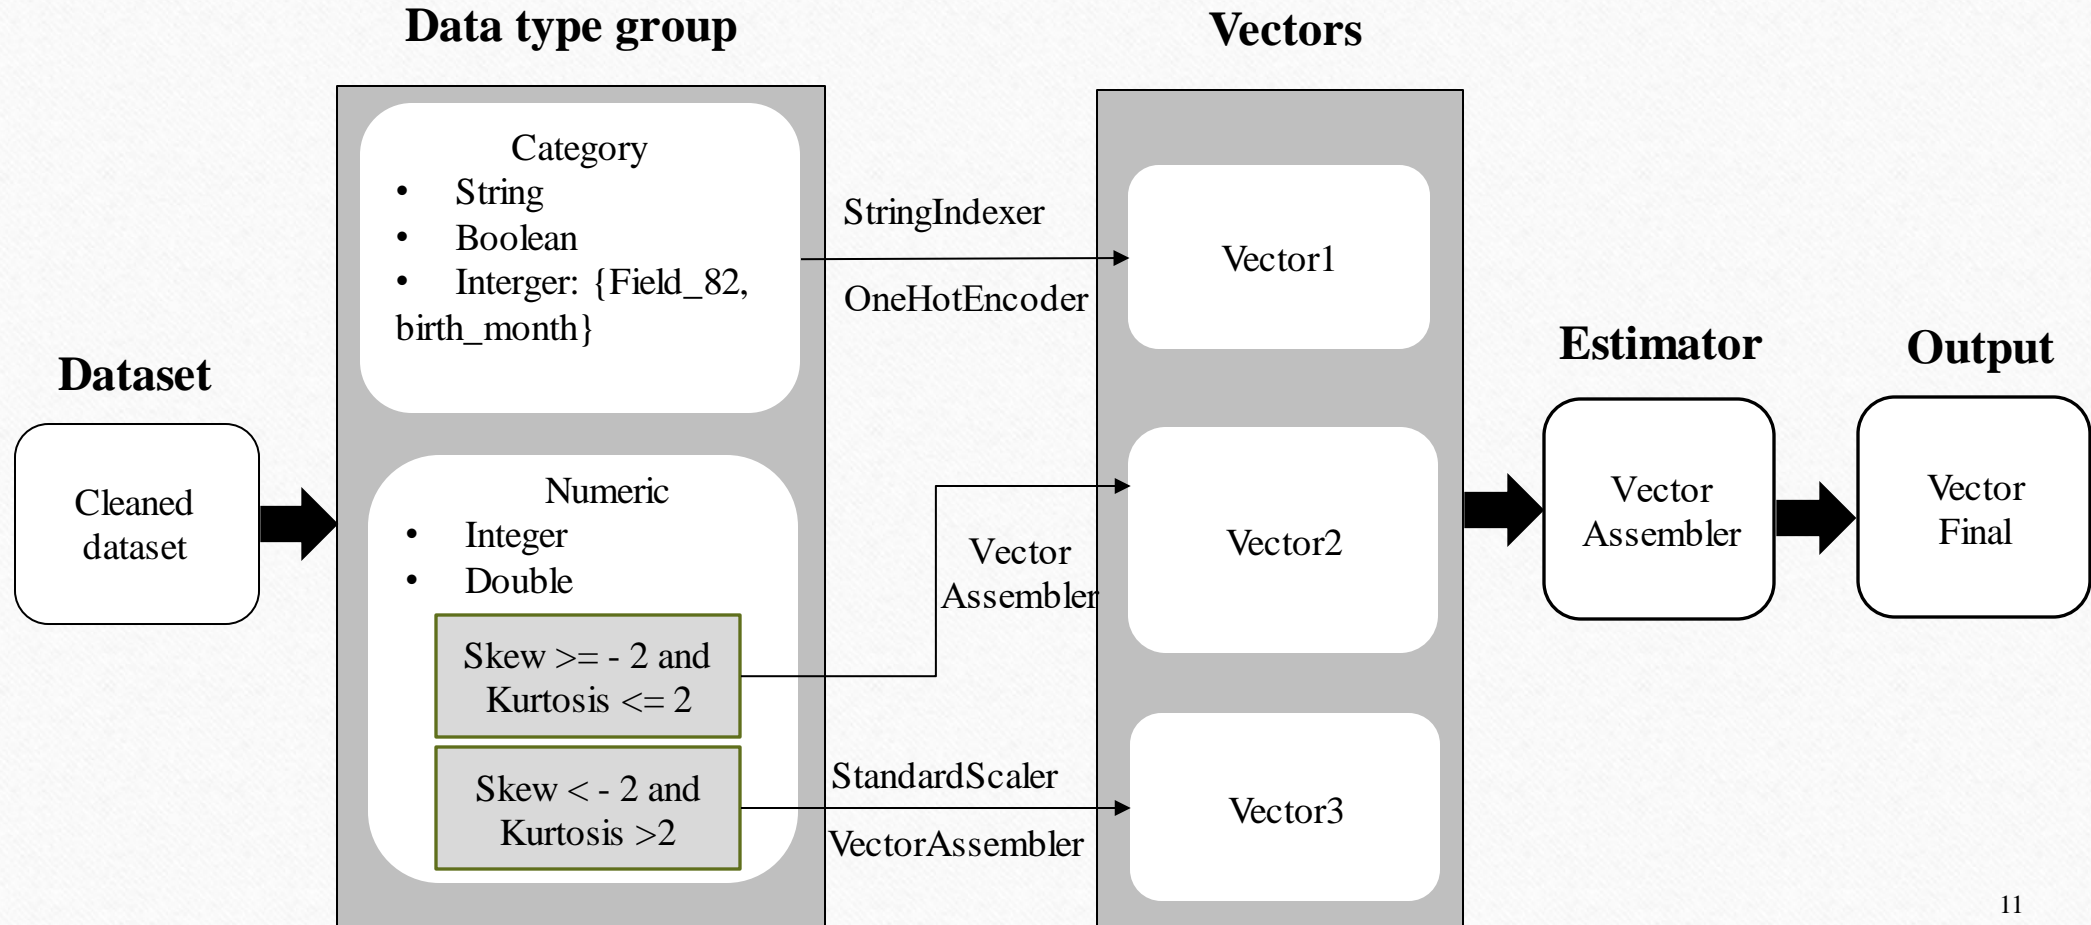 Data type group
Vectors
Category
• String
• Boolean
• Interger: {Field_82,
birth_month}
StringIndexer
OneHotEncoder
Vector1
Dataset
Cleaned
dataset
Numeric
• Integer
• Double
Skew >= - 2 and
Kurtosis <= 2
Skew < - 2 and
Kurtosis >2
Vector
Assembler
StandardScaler
VectorAssembler
Vector2
Vector3
Estimator
Vector
Assembler
Output
Vector
Final
11